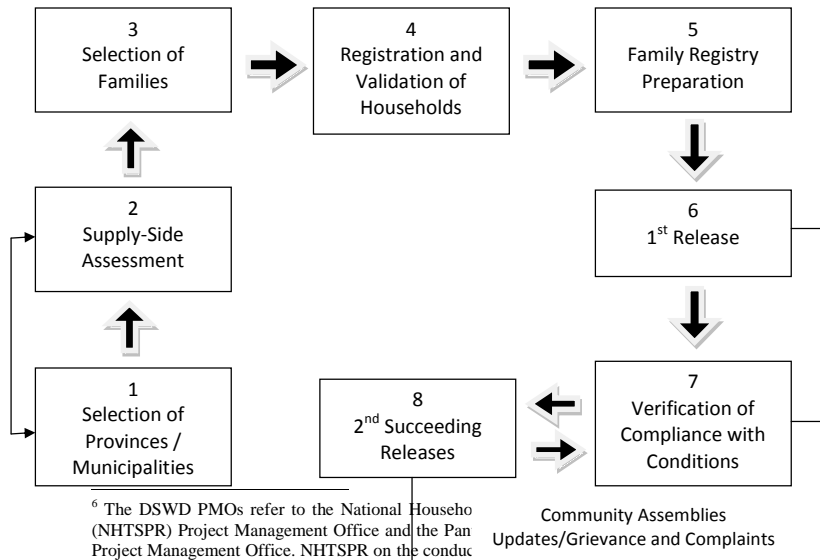 3
Selection of
Families
4
Registration and
Validation of
Households
5
Family Registry
Preparation
2
Supply-Side
Assessment
6
1st Release
1
Selection of
Provinces /
Municipalities
8
2nd Succeeding
Releases
7
Verification of
Compliance with
Conditions
6 The DSWD PMOs refer to the National
(NHTSPR) Project Management Office and the
Project Management Office. NHTSPR on the
Community Assemblies
Updates/Grievance and Complaints